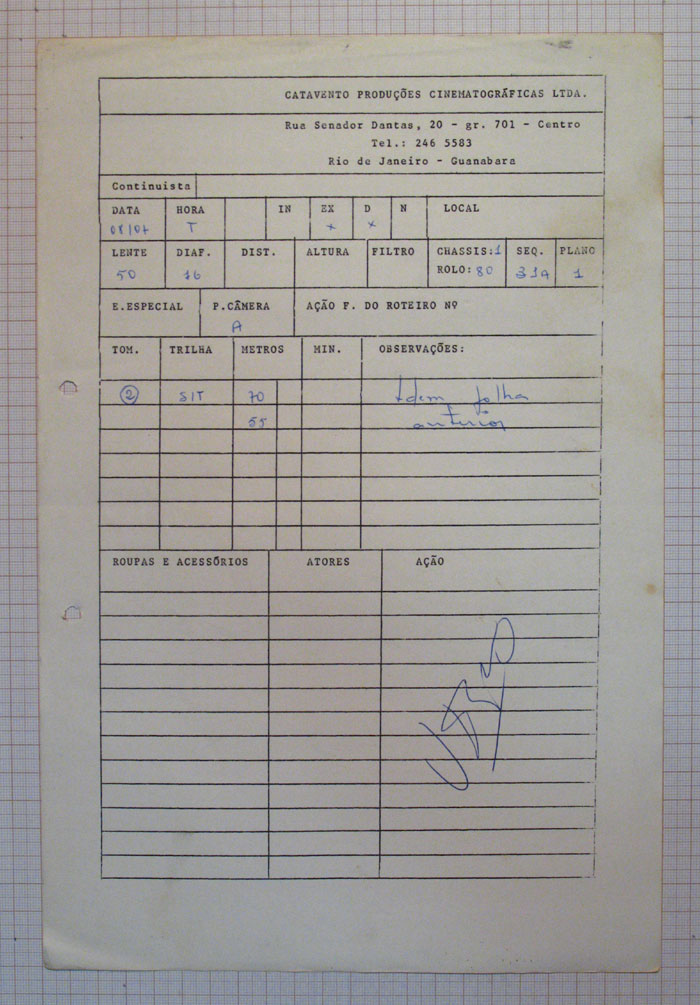 CATAVENTO PRODUÇÕES CINEMATOGRÁFICAS LTDA.
Rua Senador Dantas, 20 - gr. 701 - Centro
Tel.: 246 5583
Rio de Janeiro - Guanabara
Continuista
DATA HORA IN EX D N LOCAL
08/07 T x x
LENTE DIAF. DIST. ALTURA FILTRO CHASSIS:1 SEQ. PLANO
50 16 ROLO: 80 31a 1
E.ESPECIAL P.CÂMERA AÇÃO F. DO ROTEIRO Nº
A
TOM. TRILHA METROS MIN. OBSERVAÇÕES:
2 SIT 70 Idem folha
55 anterior
ROUPAS E ACESSÓRIOS ATORES AÇÃO